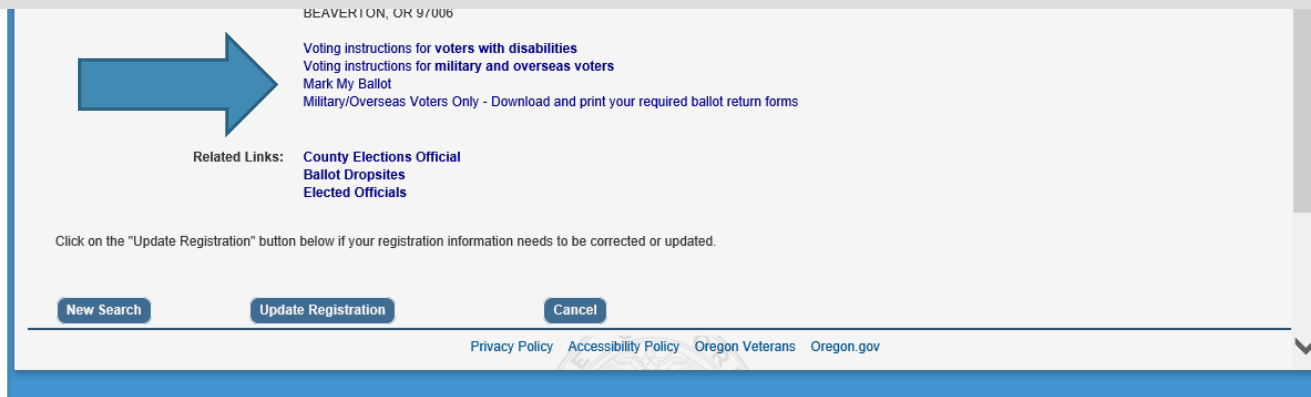 BEAVERTON, OR 97006
Voting instructions for voters with disabilities
Voting instructions for military and overseas voters
Mark My Ballot
Military/Overseas Voters Only - Download and print your required ballot return forms
Related Links: County Elections Official
Ballot Dropsites
Elected Officials
Click on the "Update Registration" button below if your registration information needs to be corrected or updated.
New Search Update Registration Cancel
Privacy Policy Accessibility Policy Oregon Veterans Oregon.gov